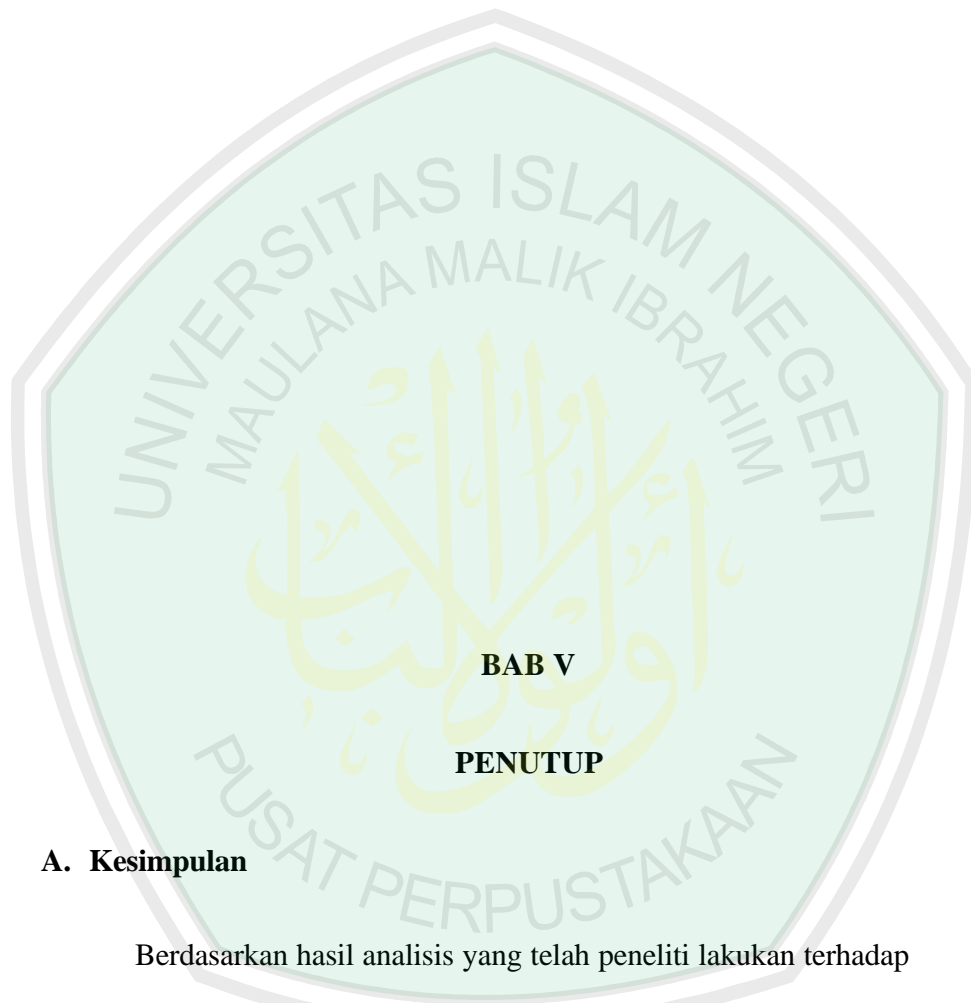 UNIVERSITAS ISLAM NEGERI
MAULANA MALIK IBRAHIM
BAB V
PENUTUP
PUSAT PERPUSTAKAAN
A. Kesimpulan
Berdasarkan hasil analisis yang telah peneliti lakukan terhadap